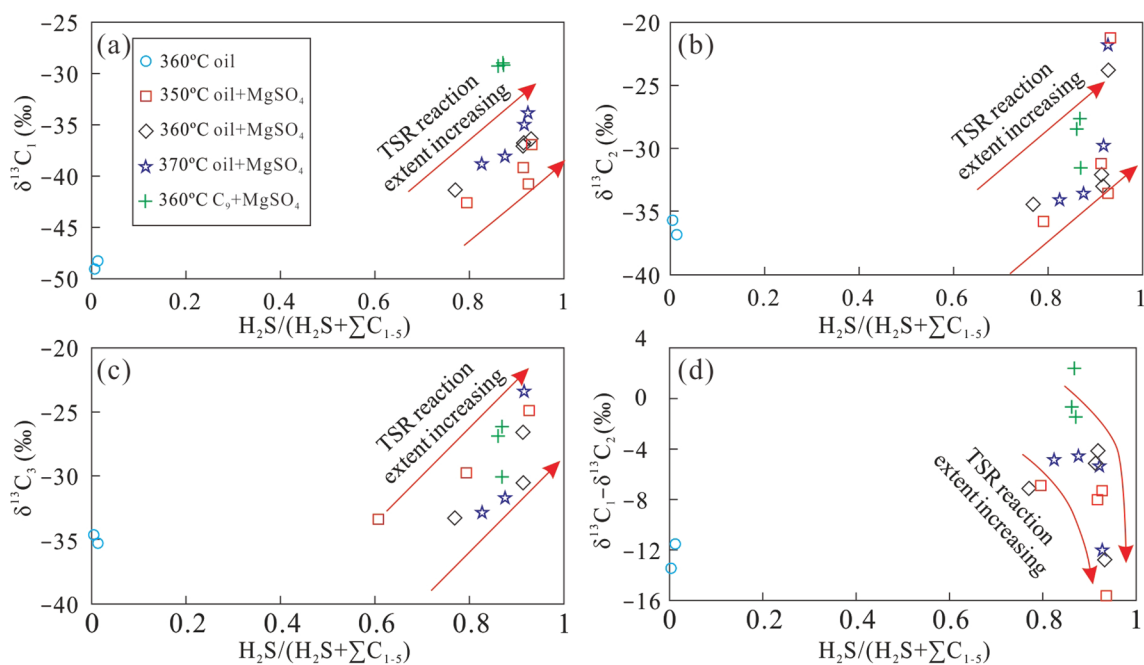 (a)
360°C oil
350°C oil+MgSO₄
360°C oil+MgSO₄
370°C oil+MgSO₄
360°C C₉+MgSO₄
TSR reaction
extent increasing
δ¹³C₁ (‰)
−25
−30
−35
−40
−45
−50
0 0.2 0.4 0.6 0.8 1
H₂S/(H₂S+∑C₁₋₅)
(b)
TSR reaction
extent increasing
δ¹³C₂ (‰)
−20
−25
−30
−35
−40
0 0.2 0.4 0.6 0.8 1
H₂S/(H₂S+∑C₁₋₅)
(c)
TSR reaction
extent increasing
δ¹³C₃ (‰)
−20
−25
−30
−35
−40
0 0.2 0.4 0.6 0.8 1
H₂S/(H₂S+∑C₁₋₅)
(d)
TSR reaction
extent increasing
δ¹³C₁−δ¹³C₂ (‰)
4
0
−4
−8
−12
−16
0 0.2 0.4 0.6 0.8 1
H₂S/(H₂S+∑C₁₋₅)